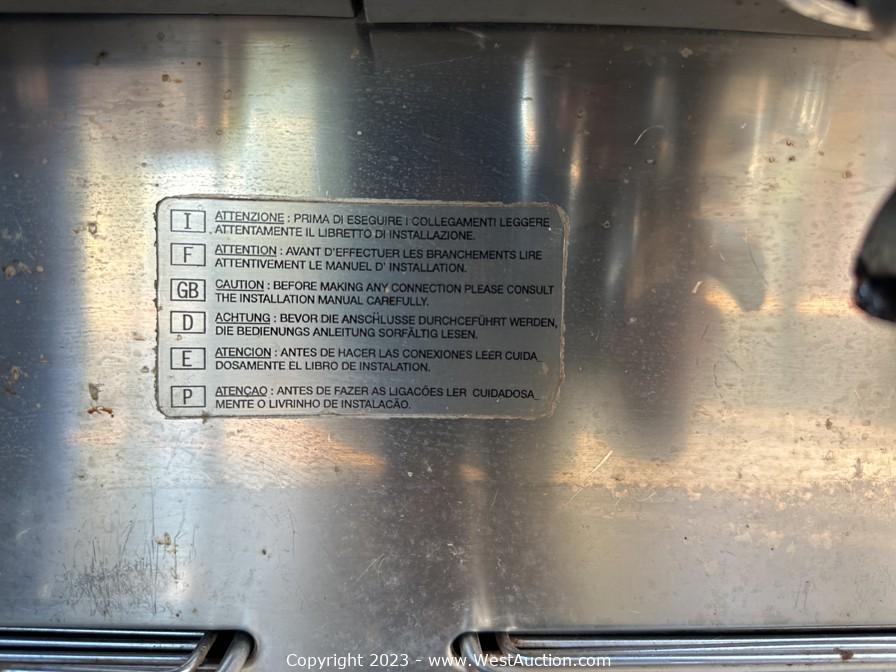 I ATTENZIONE : PRIMA DI ESEGUIRE I COLLEGAMENTI LEGGERE
ATTENTAMENTE IL LIBRETTO DI INSTALLAZIONE.
F ATTENTION : AVANT D'EFFECTUER LES BRANCHEMENTS LIRE
ATTENTIVEMENT LE MANUEL D' INSTALLATION.
GB CAUTION : BEFORE MAKING ANY CONNECTION PLEASE CONSULT
THE INSTALLATION MANUAL CAREFULLY.
D ACHTUNG : BEVOR DIE ANSCHLUSSE DURCHCEFÜHRT WERDEN,
DIE BEDIENUNGS ANLEITUNG SORFÄLTIG LESEN.
E ATENCION : ANTES DE HACER LAS CONEXIONES LEER CUIDA_
DOSAMENTE EL LIBRO DE INSTALATION.
P ATENÇAO : ANTES DE FAZER AS LIGACÕES LER CUIDADOSA_
MENTE O LIVRINHO DE INSTALACÃO.
Copyright © 2023 - www.WestAuction.com